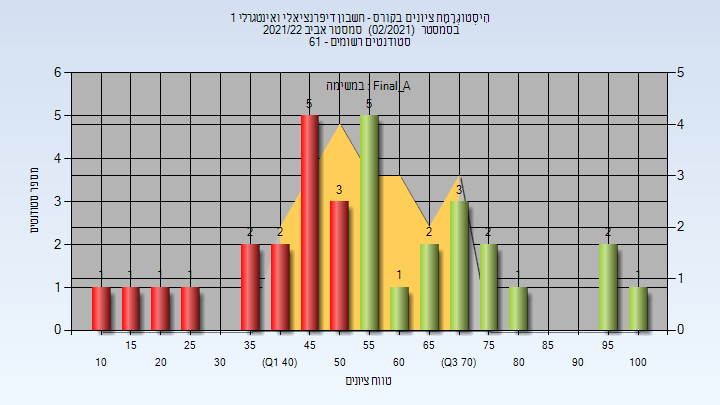 הִיסְטוֹגְרָמַת ציונים בקורס - חשבון דיפרנציאלי ואינטגרלי 1
בסמסטר (02/2021) סמסטר אביב 2021/22
סטודנטים רשומים - 61
במשימה : Final_A
מספר סטודנטים
6 5 4 3 2 1 0
5 4 3 2 1 0
1 1 1 1 2 2 5 3 5 1 2 3 2 1 2 1
15 25 35 45 55 65 75 85 95
10 20 30 (Q1 40) 50 60 (Q3 70) 80 90 100
טווח ציונים